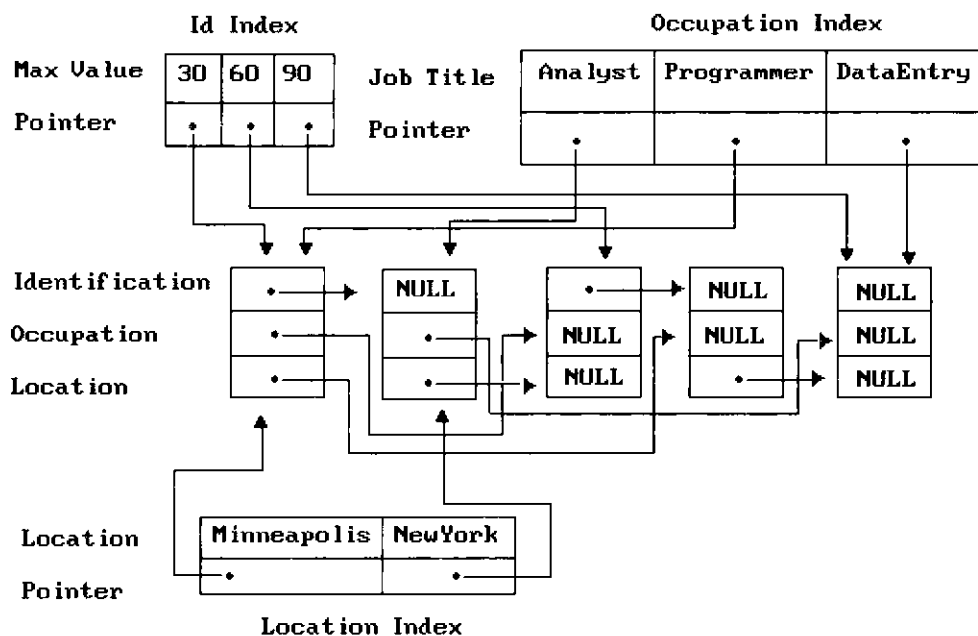 Id Index
Occupation Index
Max Value 30 60 90
Job Title Analyst Programmer DataEntry
Pointer
Pointer
Identification NULL NULL NULL
Occupation NULL NULL NULL
Location NULL NULL
Location Minneapolis NewYork
Pointer
Location Index